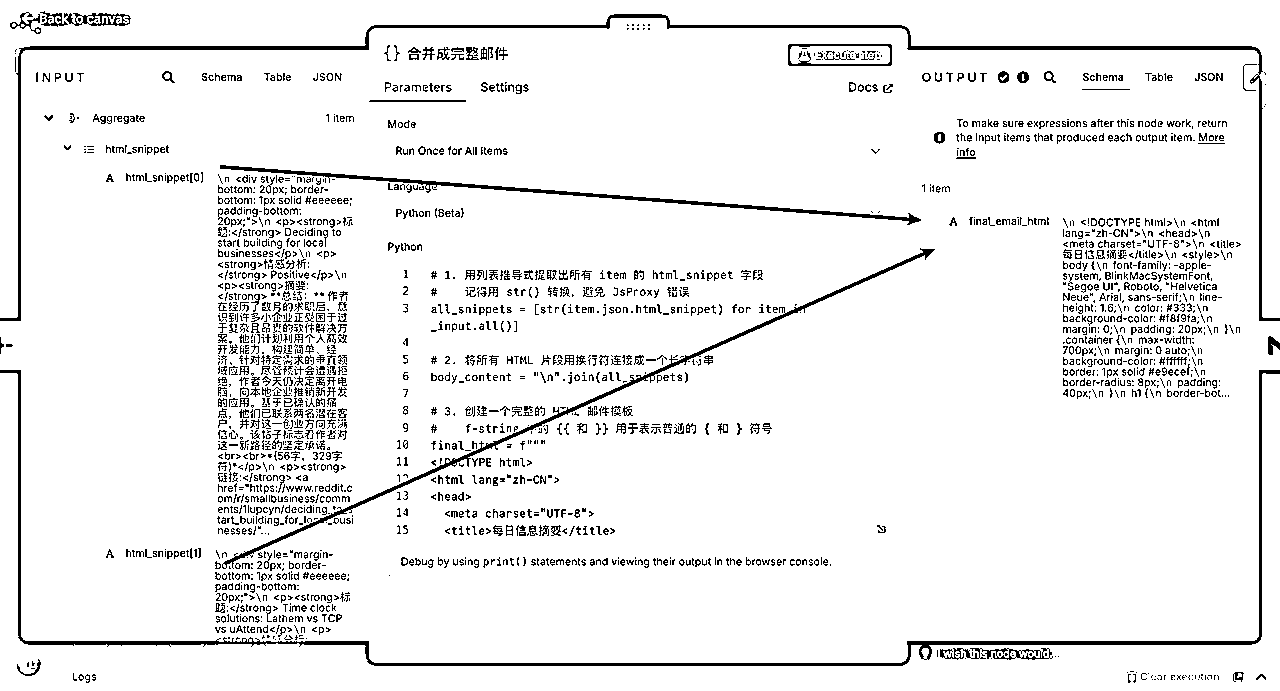 Back to canvas
INPUT
Schema
Table
JSON
Aggregate
1 item
html_snippet
A html_snippet[0]
\n <div style="margin-
bottom: 20px; border-
bottom: 1px solid #eeeeee;
padding-bottom:
20px;">\n <p><strong>标
题:</strong> Deciding to
start building for local
businesses</p>\n <p>
<strong>情感分析:
</strong> Positive</p>\n
<p><strong>摘要:
</strong> **总结：** 作者
在经历了数月的求职后，意
识到许多小企业正受困于过
于复杂且昂贵的软件解决方
案。他们计划利用个人高效
开发能力，构建简单、经
济、针对特定需求的垂直领
域应用。尽管预计会遭遇拒
绝，作者今天仍决定离开电
脑，向本地企业推销新开发
的应用。基于已确认的痛
点，他们已联系两名潜在客
户，并对这一创业方向充满
信心。该帖子标志着作者对
这一新路径的坚定承诺。
<br><br>*(56字，329字
符)*</p>\n <p><strong>
链接:</strong> <a
href="https://www.reddit.c
om/r/smallbusiness/comm
ents/1lupcyn/deciding_to_s
tart_building_for_local_busi
nesses/"...
A html_snippet[1]
\n <div style="margin-
bottom: 20px; border-
bottom: 1px solid #eeeeee;
padding-bottom:
20px;">\n <p><strong>标
题:</strong> Time clock
solutions: Lathem vs TCP
vs uAttend</p>\n <p>
<strong>情感分析:
{} 合并成完整邮件
Execute step
Parameters
Settings
Docs
Mode
Run Once for All Items
Language
Python (Beta)
Python
1 # 1. 用列表推导式提取出所有 item 的 html_snippet 字段
2 # 记得用 str() 转换，避免 JsProxy 错误
3 all_snippets = [str(item.json.html_snippet) for item in
_input.all()]
4
5 # 2. 将所有 HTML 片段用换行符连接成一个长字符串
6 body_content = "\n".join(all_snippets)
7
8 # 3. 创建一个完整的 HTML 邮件模板
9 # f-string 中的 {{ 和 }} 用于表示普通的 { 和 } 符号
10 final_html = f"""
11 <!DOCTYPE html>
12 <html lang="zh-CN">
13 <head>
14 <meta charset="UTF-8">
15 <title>每日信息摘要</title>
Debug by using print() statements and viewing their output in the browser console.
OUTPUT
Schema
Table
JSON
To make sure expressions after this node work, return
the input items that produced each output item. More
info
1 item
A final_email_html
\n <!DOCTYPE html>\n <html
lang="zh-CN">\n <head>\n
<meta charset="UTF-8">\n <title>
每日信息摘要</title>\n <style>\n
body {\n font-family: -apple-
system, BlinkMacSystemFont,
"Segoe UI", Roboto, "Helvetica
Neue", Arial, sans-serif;\n line-
height: 1.6;\n color: #333;\n
background-color: #f8f9fa;\n
margin: 0;\n padding: 20px;\n }\n
.container {\n max-width:
700px;\n margin: 0 auto;\n
background-color: #ffffff;\n
border: 1px solid #e9ecef;\n
border-radius: 8px;\n padding:
40px;\n }\n h1 {\n border-bot...
I wish this node would...
Logs
Clear execution